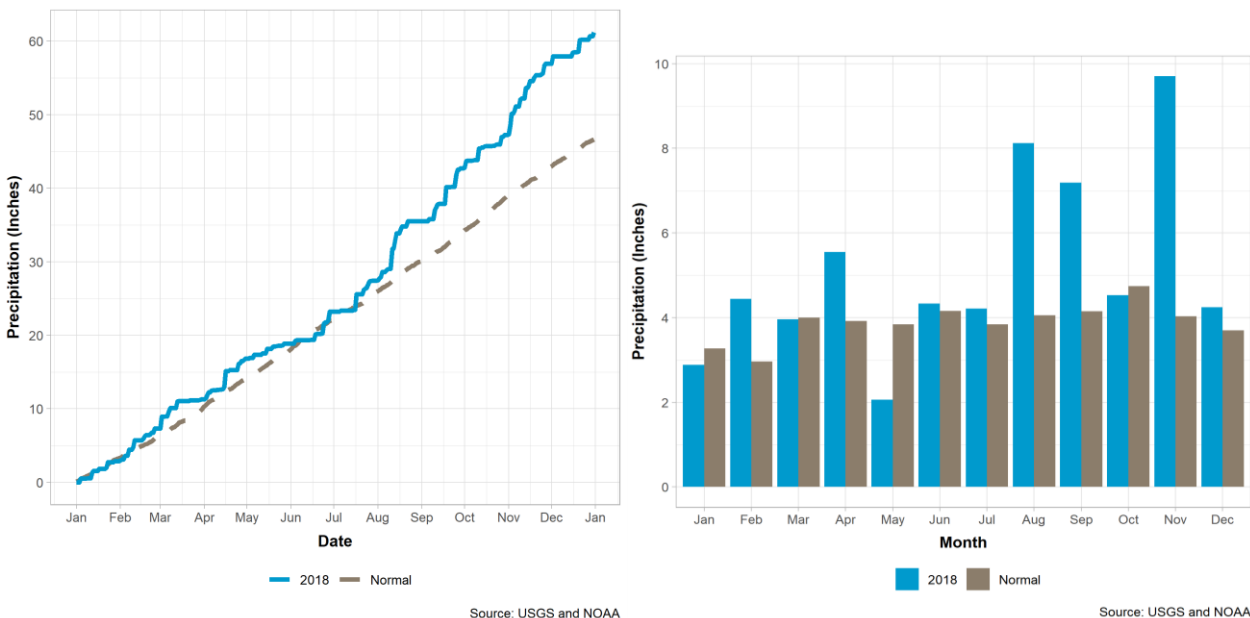 60
50
40
30
20
10
0
Precipitation (Inches)
Jan Feb Mar Apr May Jun Jul Aug Sep Oct Nov Dec Jan
Date
2018 Normal
Source: USGS and NOAA
10
8
6
4
2
0
Precipitation (Inches)
Jan Feb Mar Apr May Jun Jul Aug Sep Oct Nov Dec
Month
2018 Normal
Source: USGS and NOAA